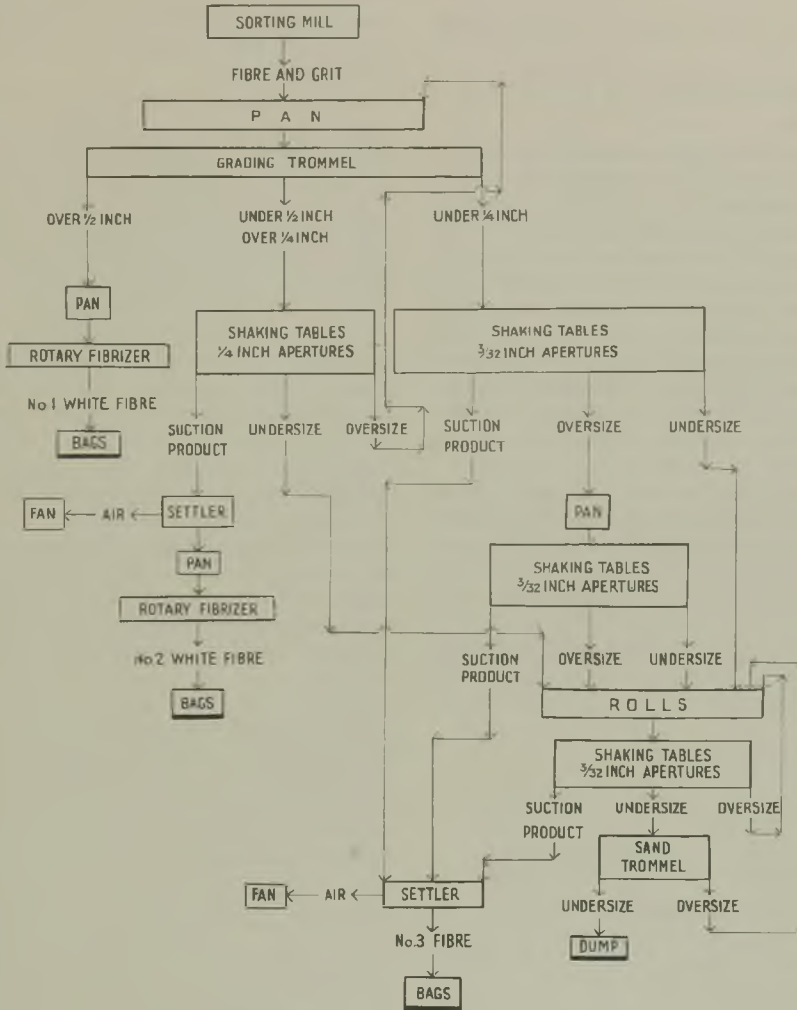 SORTING MILL
FIBRE AND GRIT
P A N
GRADING TROMMEL
OVER 1/2 INCH
UNDER 1/2 INCH
OVER 1/4 INCH
UNDER 1/4 INCH
PAN
ROTARY FIBRIZER
No 1 WHITE FIBRE
BAGS
SHAKING TABLES
1/4 INCH APERTURES
SHAKING TABLES
3/32 INCH APERTURES
SUCTION
PRODUCT
UNDERSIZE
OVERSIZE
SUCTION
PRODUCT
OVERSIZE
UNDERSIZE
FAN
AIR
SETTLER
PAN
ROTARY FIBRIZER
No.2 WHITE FIBRE
BAGS
PAN
SHAKING TABLES
3/32 INCH APERTURES
SUCTION
PRODUCT
OVERSIZE
UNDERSIZE
ROLLS
SHAKING TABLES
3/32 INCH APERTURES
SUCTION
PRODUCT
UNDERSIZE
OVERSIZE
SAND
TROMMEL
UNDERSIZE
OVERSIZE
DUMP
FAN
AIR
SETTLER
No.3 FIBRE
BAGS